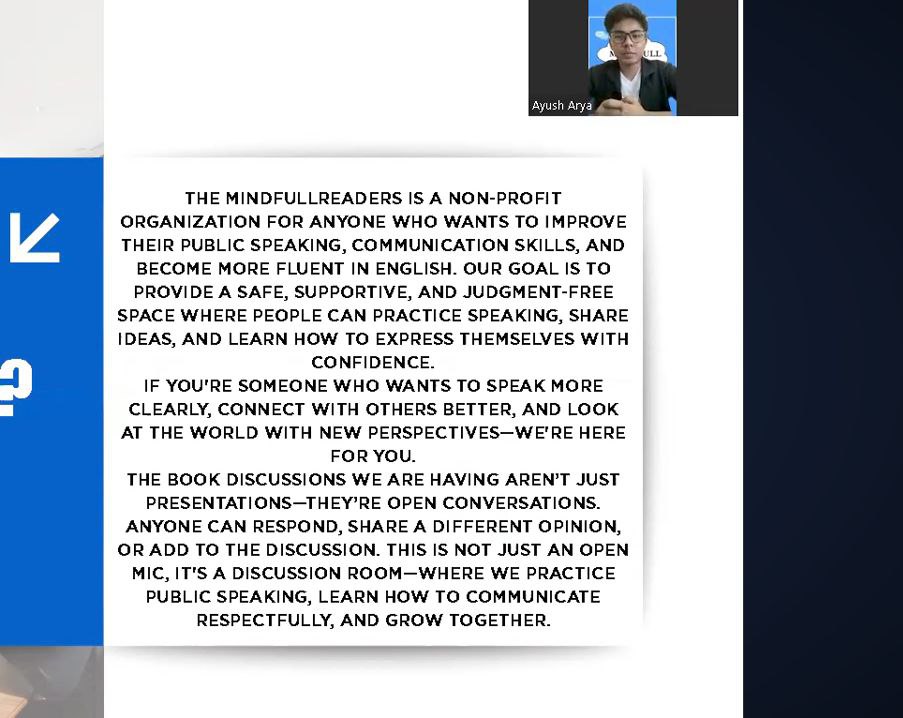 Ayush Arya
THE MINDFULLREADERS IS A NON-PROFIT
ORGANIZATION FOR ANYONE WHO WANTS TO IMPROVE
THEIR PUBLIC SPEAKING, COMMUNICATION SKILLS, AND
BECOME MORE FLUENT IN ENGLISH. OUR GOAL IS TO
PROVIDE A SAFE, SUPPORTIVE, AND JUDGMENT-FREE
SPACE WHERE PEOPLE CAN PRACTICE SPEAKING, SHARE
IDEAS, AND LEARN HOW TO EXPRESS THEMSELVES WITH
CONFIDENCE.
IF YOU'RE SOMEONE WHO WANTS TO SPEAK MORE
CLEARLY, CONNECT WITH OTHERS BETTER, AND LOOK
AT THE WORLD WITH NEW PERSPECTIVES—WE'RE HERE
FOR YOU.
THE BOOK DISCUSSIONS WE ARE HAVING AREN’T JUST
PRESENTATIONS—THEY’RE OPEN CONVERSATIONS.
ANYONE CAN RESPOND, SHARE A DIFFERENT OPINION,
OR ADD TO THE DISCUSSION. THIS IS NOT JUST AN OPEN
MIC, IT'S A DISCUSSION ROOM—WHERE WE PRACTICE
PUBLIC SPEAKING, LEARN HOW TO COMMUNICATE
RESPECTFULLY, AND GROW TOGETHER.
?